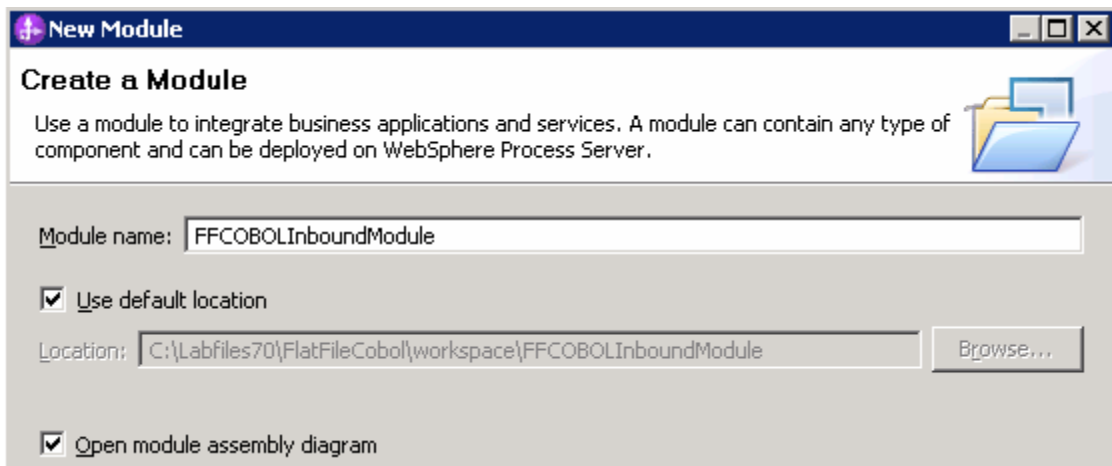 New Module
Create a Module
Use a module to integrate business applications and services. A module can contain any type of
component and can be deployed on WebSphere Process Server.
Module name: FFCOBOLInboundModule
Use default location
Location: C:\Labfiles70\FlatFileCobol\workspace\FFCOBOLInboundModule Browse...
Open module assembly diagram